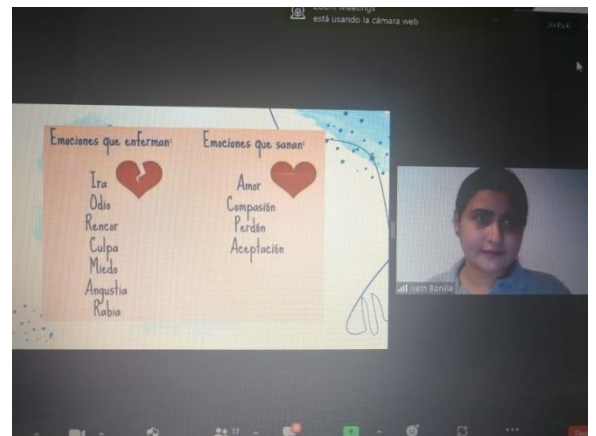 está usando la cámara web
Emociones que enferman:
Ira
Odio
Rencor
Culpa
Miedo
Angustia
Rabia
Emociones que sanan:
Amor
Compasión
Perdón
Aceptación
Iveth Bonilla
17